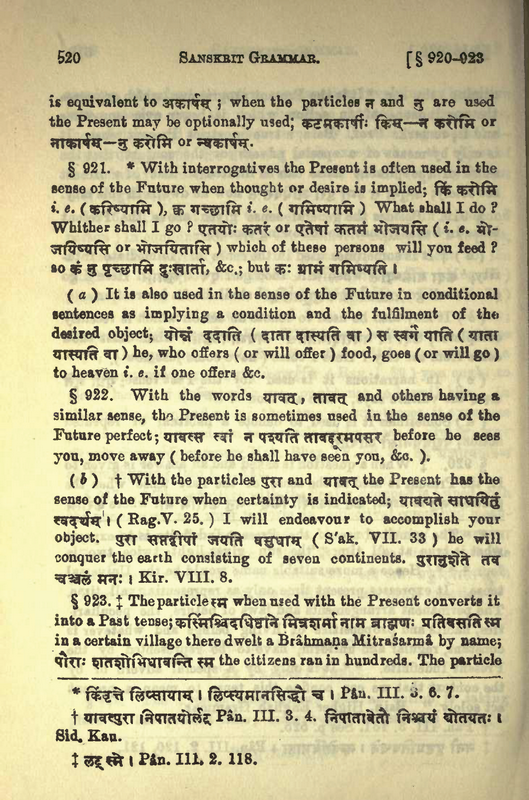 520 SANSKRIT GRAMMAR. [ § 920-923
is equivalent to अकार्षम् ; when the particles न and नु are used
the Present may be optionally used; कटमकार्षीः किम्—न करोमि or
नाकार्षम्—नु करोमि or न्वकार्षम्.
§ 921. * With interrogatives the Present is often used in the
sense of the Future when thought or desire is implied; किं करोमि
i. e. ( करिष्यामि ), क्व गच्छामि i. e. ( गमिष्यामि ) What shall I do ?
Whither shall I go ? एतयोः कतरं or एतेषां कतमं भोजयसि ( i. e. भो-
जयिष्यसि or भोजयितासि ) which of these persons will you feed ?
so कं नु पृच्छामि दुःखार्ता, &c.; but कः ग्रामं गमिष्यति ।
( a ) It is also used in the sense of the Future in conditional
sentences as implying a condition and the fulfilment of the
desired object; योन्नं ददाति ( दाता दास्यति वा ) स स्वर्गं याति ( याता
यास्यति वा ) he, who offers ( or will offer ) food, goes ( or will go )
to heaven i. e. if one offers &c.
§ 922. With the words यावत्, तावत् and others having a
similar sense, the Present is sometimes used in the sense of the
Future perfect; यावत्स त्वां न पश्यति तावद्दूरमपसर before he sees
you, move away ( before he shall have seen you, &c. ).
( b ) † With the particles पुरा and यावत् the Present has the
sense of the Future when certainty is indicated; यावद्यते साधयितुं
त्वदर्थम् । ( Rag. V. 25. ) I will endeavour to accomplish your
object. पुरा सप्तद्वीपां जयति वसुधाम् ( S'ak. VII. 33 ) he will
conquer the earth consisting of seven continents. पुरानुशेते तव
चञ्चलं मनः । Kir. VIII. 8.
§ 923. ‡ The particle स्म when used with the Present converts it
into a Past tense; कस्मिंश्चिदधिष्ठाने मित्रशर्मा नाम ब्राह्मणः प्रतिवसति स्म
in a certain village there dwelt a Brâhmaṇa Mitraśarmâ by name;
पौराः शतशोभिधावन्ति स्म the citizens ran in hundreds. The particle
* किंवृत्ते लिप्सायाम् । लिप्स्यमानसिद्धौ च । Pân. III. 3. 6. 7.
† यावत्पुरा निपातयोर्लट् Pân. III. 3. 4. निपातावेतौ निश्चयं द्योतयतः ।
Sid. Kau.
‡ लट् स्मे । Pân. III. 2. 118.